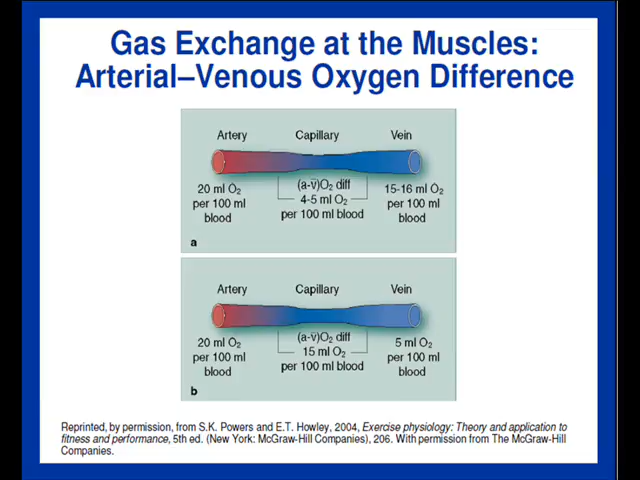 Gas Exchange at the Muscles:
Arterial–Venous Oxygen Difference
Artery Capillary Vein
20 ml O₂
per 100 ml
blood
(a-v̅)O₂ diff
4-5 ml O₂
per 100 ml blood
15-16 ml O₂
per 100 ml
blood
a
Artery Capillary Vein
20 ml O₂
per 100 ml
blood
(a-v̅)O₂ diff
15 ml O₂
per 100 ml blood
5 ml O₂
per 100 ml
blood
b
Reprinted, by permission, from S.K. Powers and E.T. Howley, 2004, Exercise physiology: Theory and application to
fitness and performance, 5th ed. (New York: McGraw-Hill Companies), 206. With permission from The McGraw-Hill
Companies.